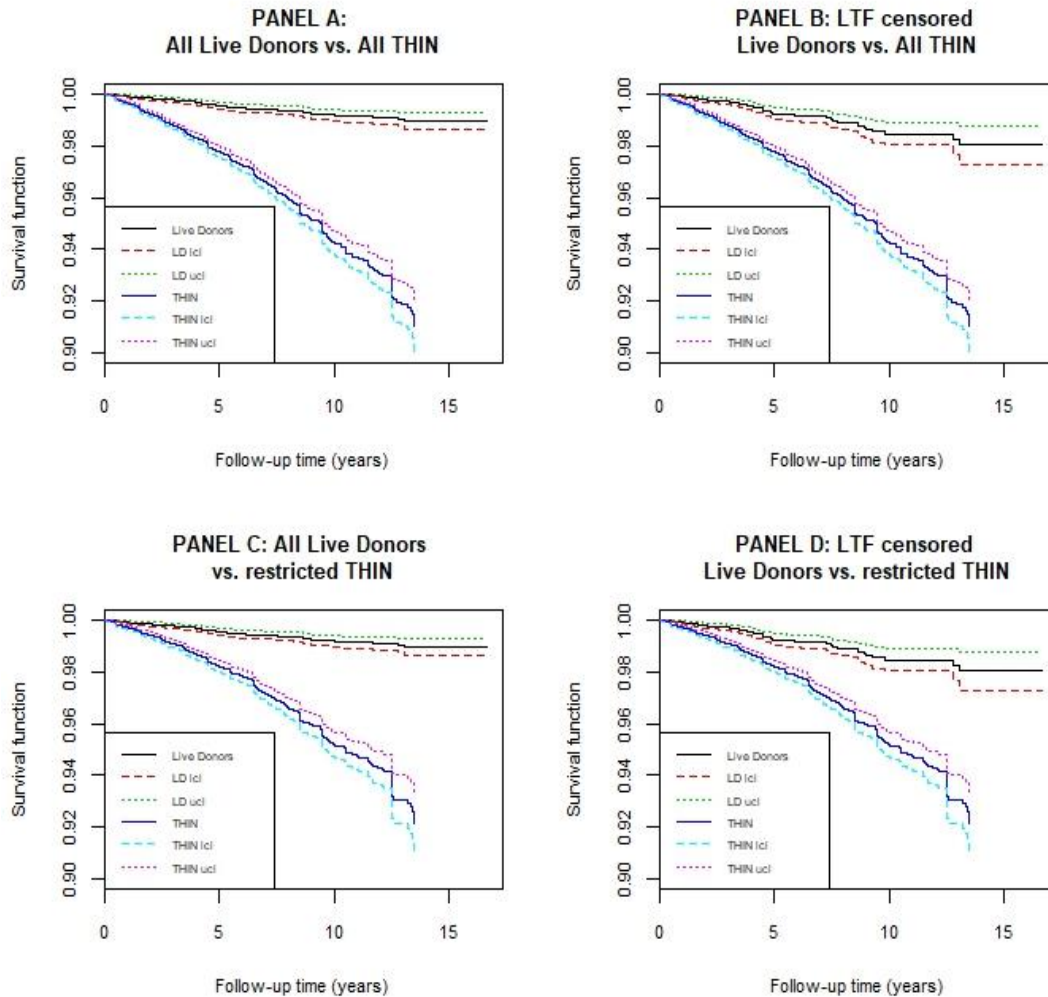 PANEL A:
All Live Donors vs. All THIN
Survival function
1.00
0.98
0.96
0.94
0.92
0.90
Live Donors
LD lcl
LD ucl
THIN
THIN lcl
THIN ucl
0 5 10 15
Follow-up time (years)
PANEL B: LTF censored
Live Donors vs. All THIN
Survival function
1.00
0.98
0.96
0.94
0.92
0.90
Live Donors
LD lcl
LD ucl
THIN
THIN lcl
THIN ucl
0 5 10 15
Follow-up time (years)
PANEL C: All Live Donors
vs. restricted THIN
Survival function
1.00
0.98
0.96
0.94
0.92
0.90
Live Donors
LD lcl
LD ucl
THIN
THIN lcl
THIN ucl
0 5 10 15
Follow-up time (years)
PANEL D: LTF censored
Live Donors vs. restricted THIN
Survival function
1.00
0.98
0.96
0.94
0.92
0.90
Live Donors
LD lcl
LD ucl
THIN
THIN lcl
THIN ucl
0 5 10 15
Follow-up time (years)